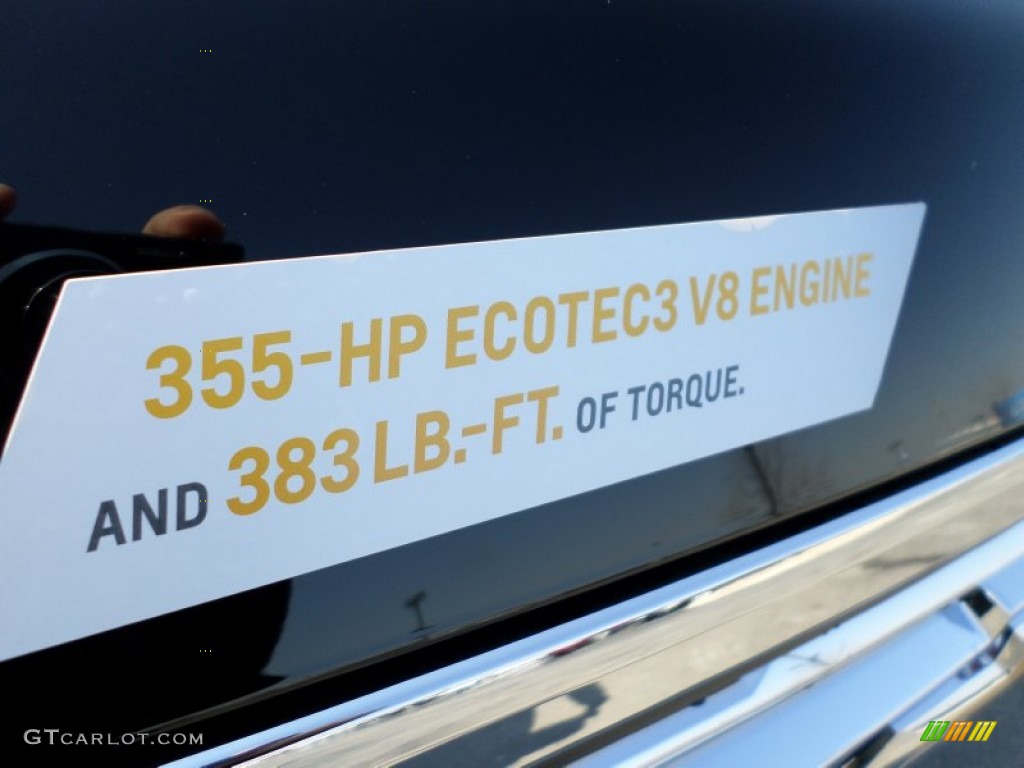 355-HP ECOTEC3 V8 ENGINE
AND 383 LB.-FT. OF TORQUE.
GTCARLOT.COM